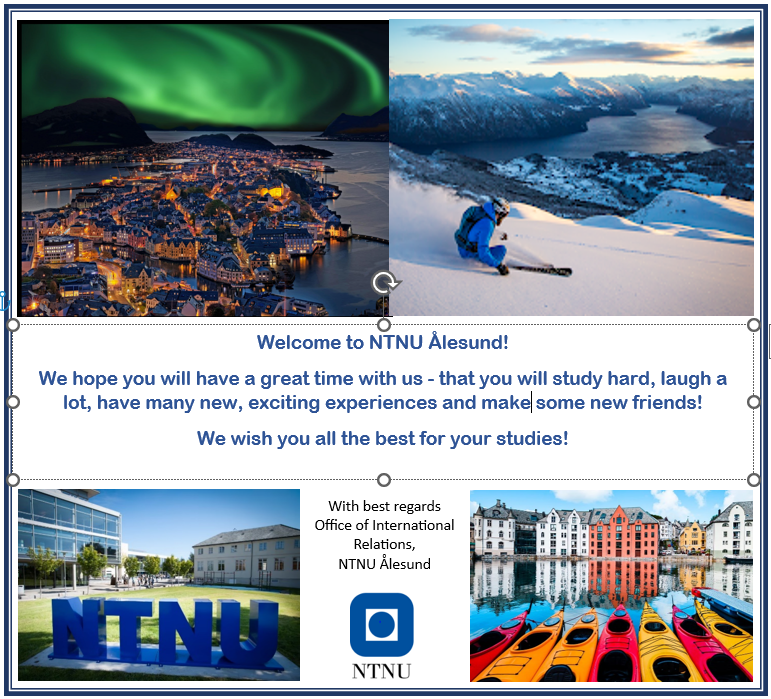 Welcome to NTNU Ålesund!
We hope you will have a great time with us - that you will study hard, laugh a
lot, have many new, exciting experiences and make some new friends!
We wish you all the best for your studies!
With best regards
Office of International
Relations,
NTNU Ålesund
NTNU
NTNU